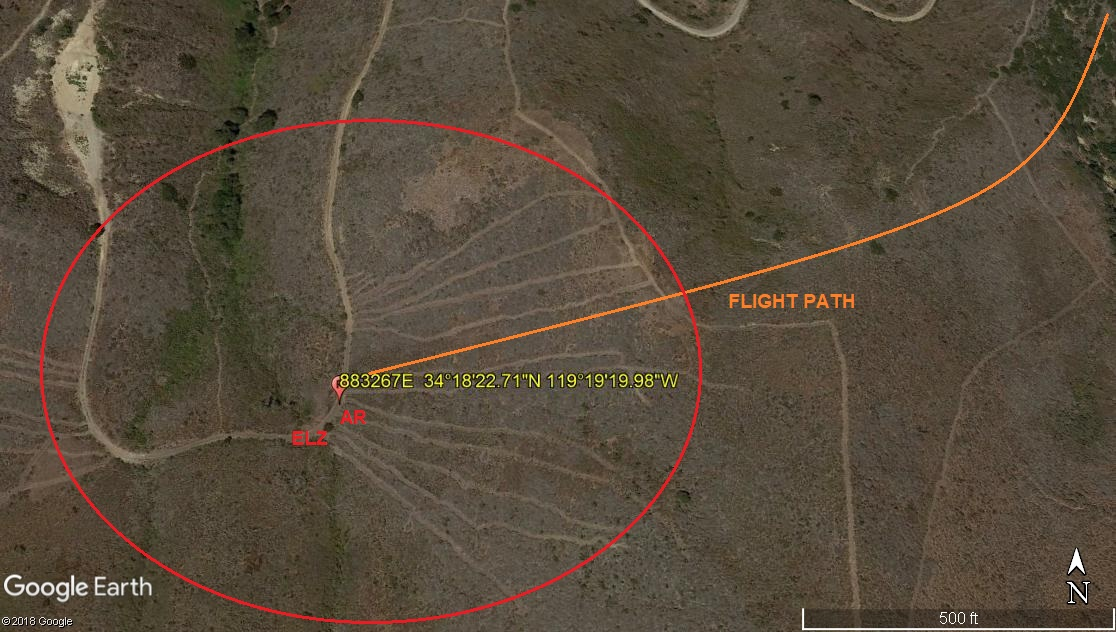 FLIGHT PATH
883267E 34°18'22.71"N 119°19'19.98"W
AR
ELZ
Google Earth
N
©2018 Google
500 ft